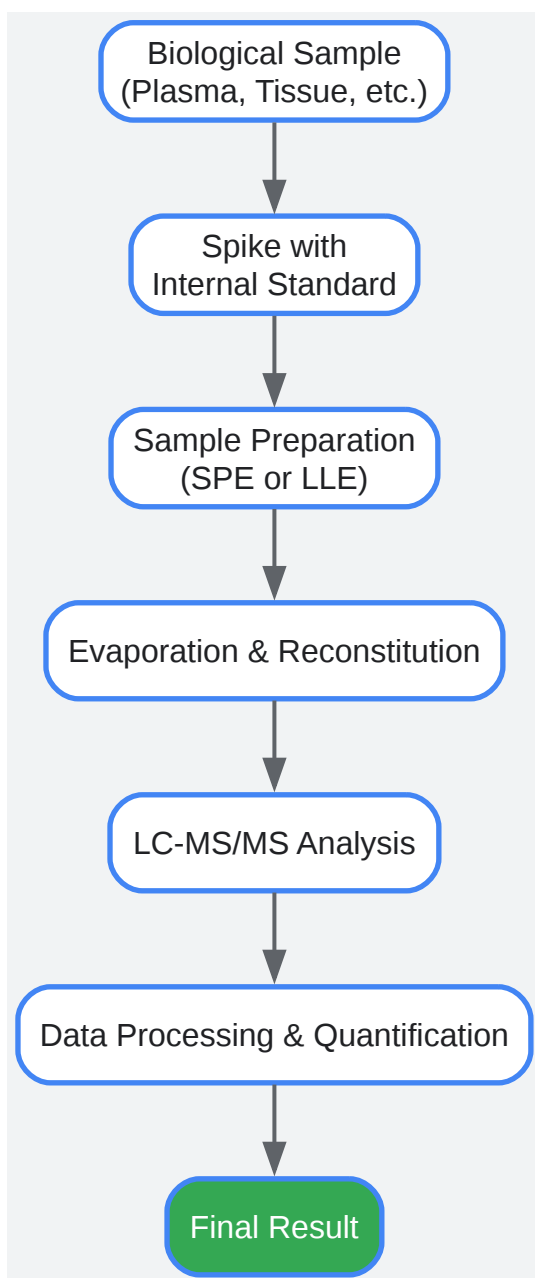 Biological Sample
(Plasma, Tissue, etc.)
Spike with
Internal Standard
Sample Preparation
(SPE or LLE)
Evaporation & Reconstitution
LC-MS/MS Analysis
Data Processing & Quantification
Final Result